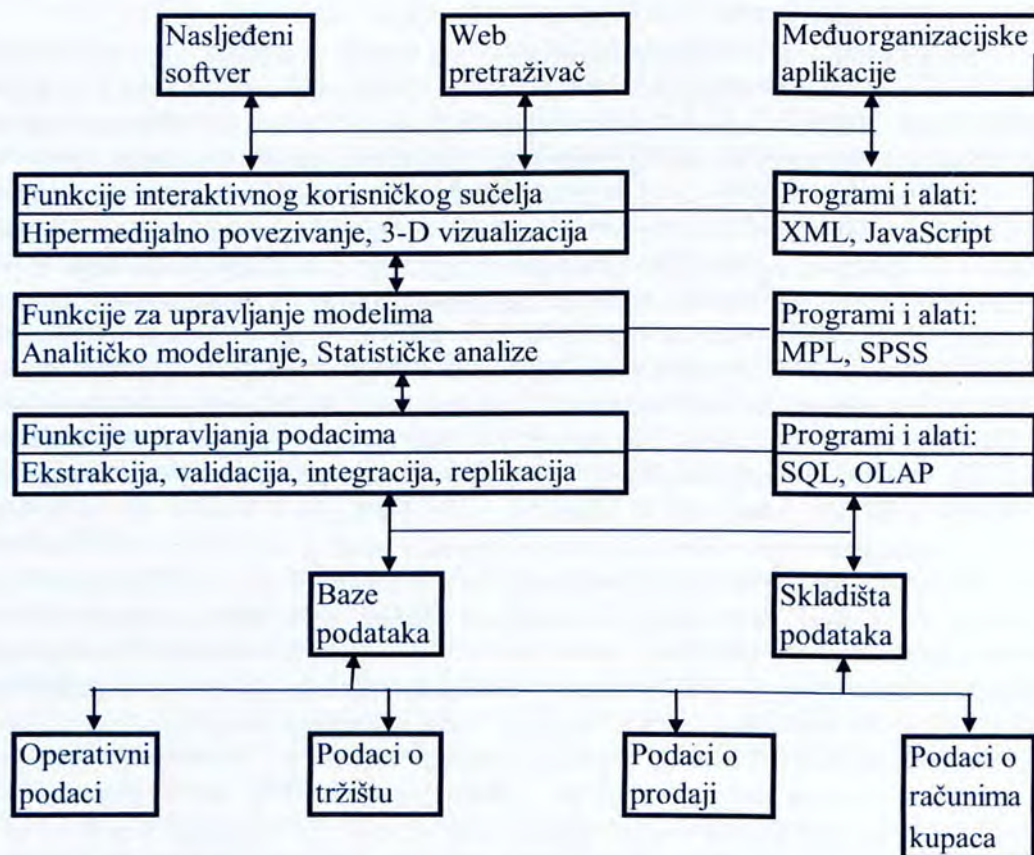 Nasljeđeni
softver
Web
pretraživač
Međuorganizacijske
aplikacije
Funkcije interaktivnog korisničkog sučelja
Hipermedijalno povezivanje, 3-D vizualizacija
Programi i alati:
XML, JavaScript
Funkcije za upravljanje modelima
Analitičko modeliranje, Statističke analize
Programi i alati:
MPL, SPSS
Funkcije upravljanja podacima
Ekstrakcija, validacija, integracija, replikacija
Programi i alati:
SQL, OLAP
Baze
podataka
Skladišta
podataka
Operativni
podaci
Podaci o
tržištu
Podaci o
prodaji
Podaci o
računima
kupaca